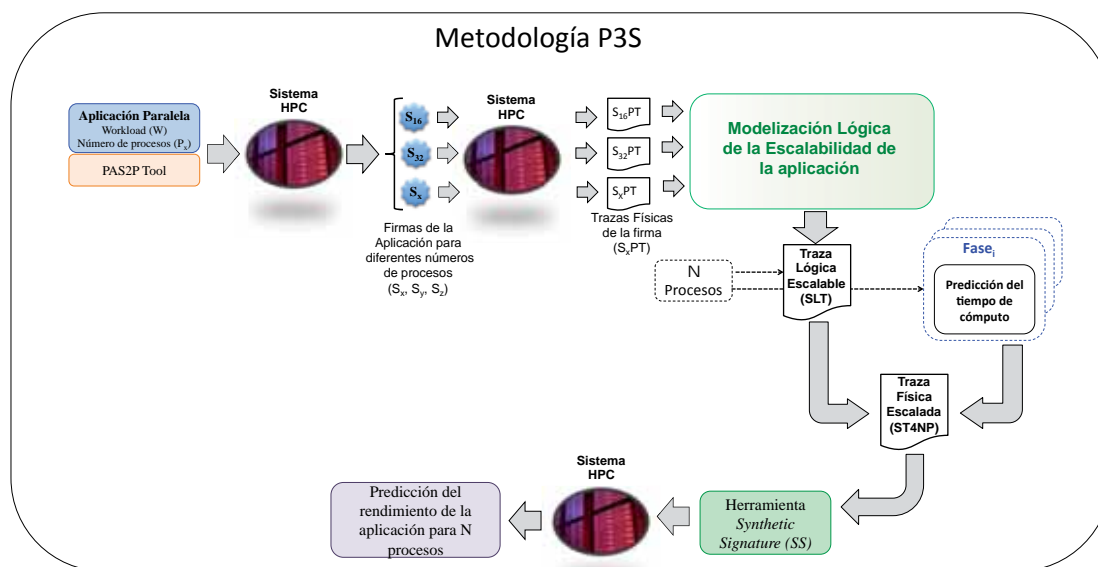 Metodología P3S
Aplicación Paralela
Workload (W)
Número de procesos (Px)
PAS2P Tool
Sistema
HPC
S16
S32
Sx
Firmas de la
Aplicación para
diferentes números
de procesos
(Sx, Sy, Sz)
Sistema
HPC
S16PT
S32PT
SxPT
Trazas Físicas
de la firma
(SxPT)
Modelización Lógica
de la Escalabilidad de
la aplicación
N
Procesos
Traza
Lógica
Escalable
(SLT)
Fasei
Predicción del
tiempo de
cómputo
Traza
Física
Escalada
(ST4NP)
Herramienta
Synthetic
Signature (SS)
Sistema
HPC
Predicción del
rendimiento de la
aplicación para N
procesos